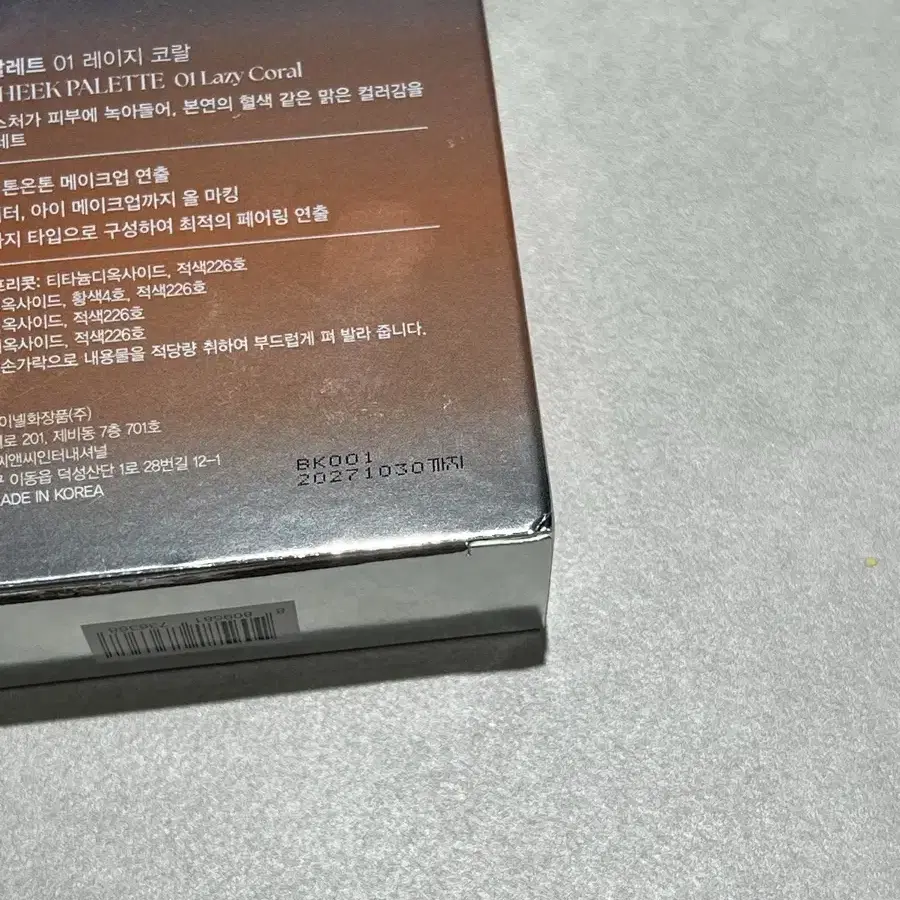 팔레트 01 레이지 코랄
HEEK PALETTE 01 Lazy Coral
스처가 피부에 녹아들어, 본연의 혈색 같은 맑은 컬러감을
레트
톤온톤 메이크업 연출
터, 아이 메이크업까지 올 마킹
가지 타입으로 구성하여 최적의 페어링 연출
프리콧: 티타늄디옥사이드, 적색226호
옥사이드, 황색4호, 적색226호
옥사이드, 적색226호
옥사이드, 적색226호
손가락으로 내용물을 적당량 취하여 부드럽게 펴 발라 줍니다.
이넬화장품(주)
로 201, 제비동 7층 701호
씨앤씨인터내셔널
구 이동읍 덕성산단 1로 28번길 12-1
ADE IN KOREA
BK001
20271030까지
8 809581 736358